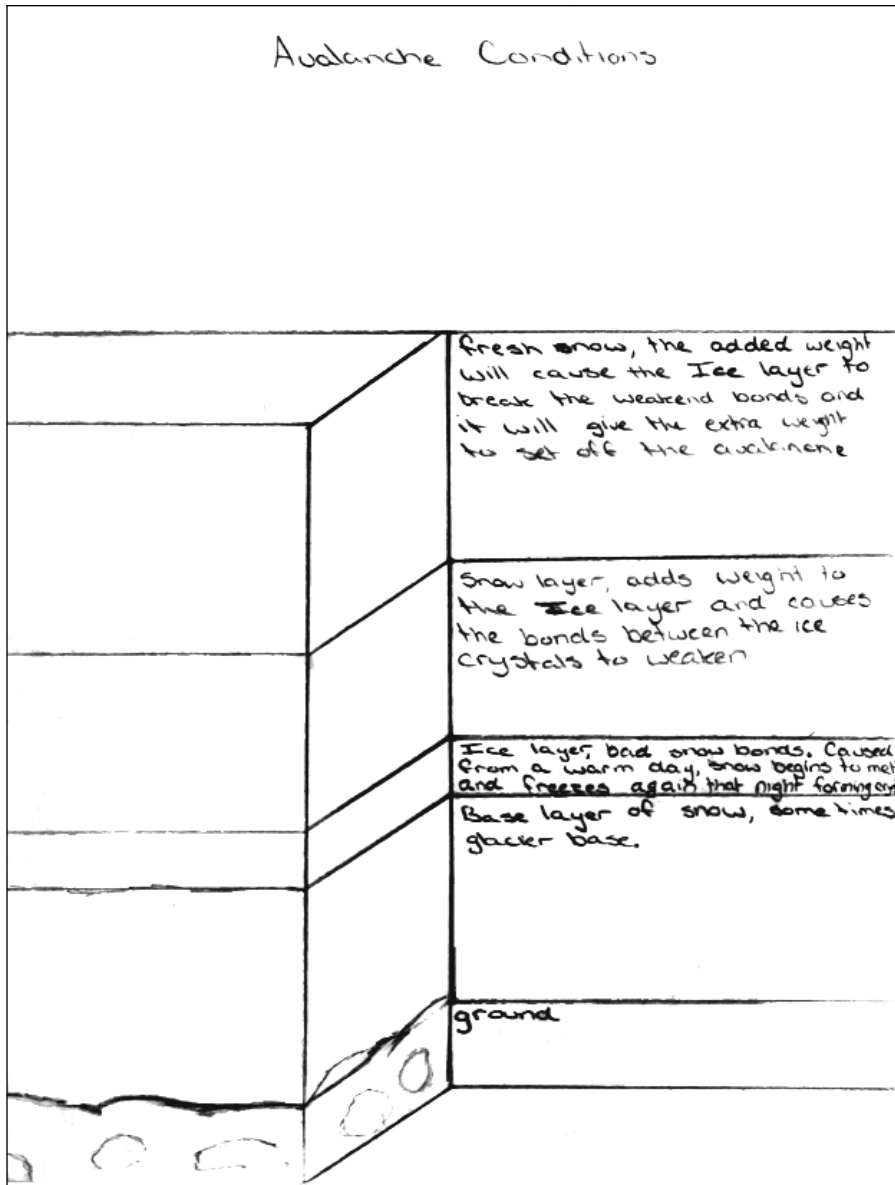 Avalanche Conditions
fresh snow, the added weight
will cause the Ice layer to
break the weakend bonds and
it will give the extra weight
to set off the
Snow layer, adds weight to
the Ice layer and causes
the bonds between the ice
crystals to weaken
Ice layer, bad snow bonds. Caused
from a warm day, snow begins to mel
and freezes again that night forming
Base layer of snow, some times
glacier base.
ground